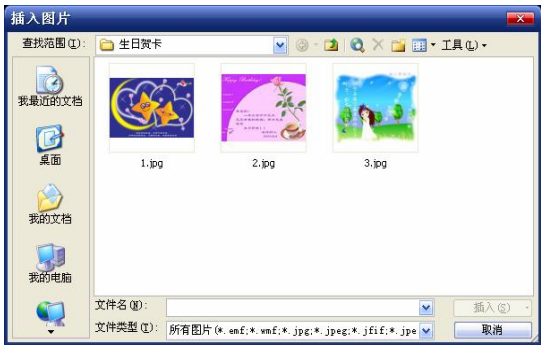 插入图片
查找范围(I): 生日贺卡 工具(L)
我最近的文档
桌面
我的文档
我的电脑
Happy Birthday!
1.jpg 2.jpg 3.jpg
文件名(N): 插入(S)
文件类型(T): 所有图片(*.emf;*.wmf;*.jpg;*.jpeg;*.jfif;*.jpe 取消